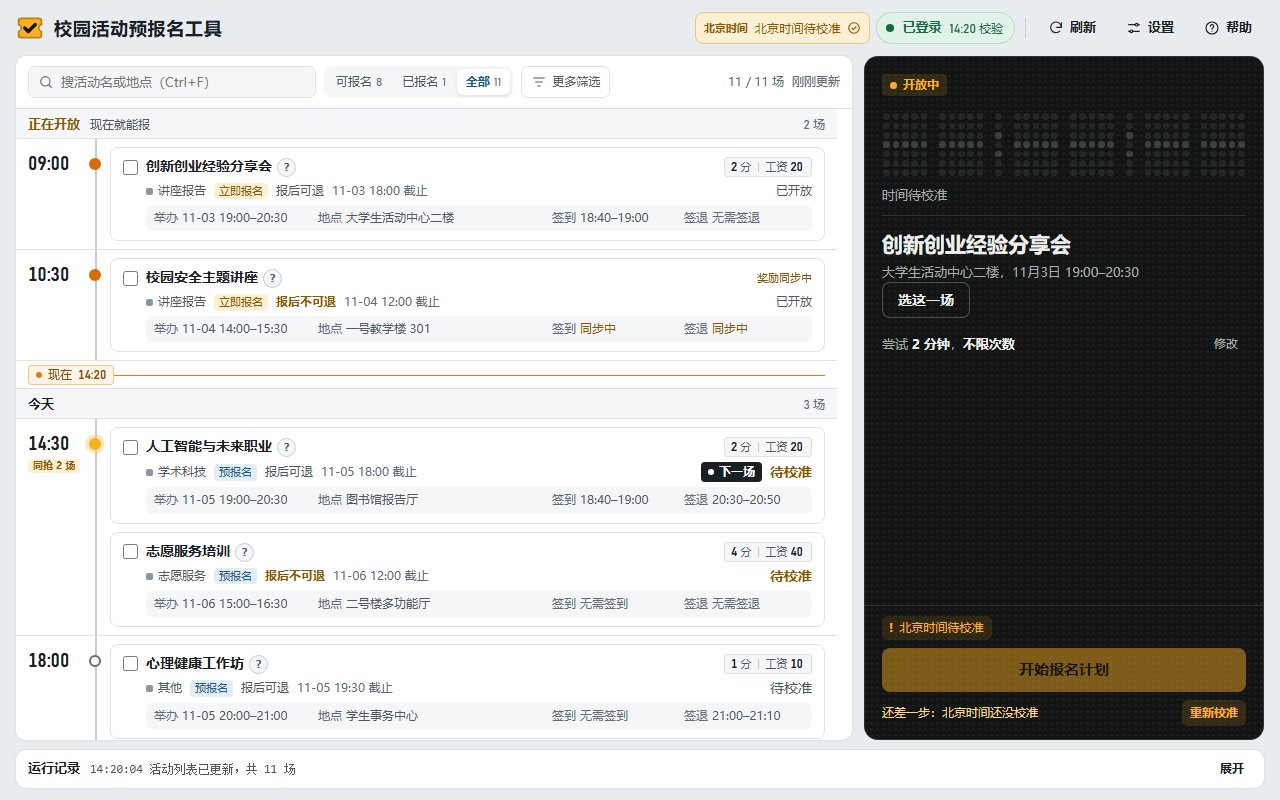 校园活动预报名工具
北京时间 北京时间待校准
已登录 14:20 校验
刷新
设置
帮助
搜活动名或地点（Ctrl+F）
可报名 8
已报名 1
全部 11
更多筛选
11 / 11 场 刚刚更新
正在开放 现在就能报
2 场
09:00
创新创业经验分享会 ?
2 分 工资 20
讲座报告 立即报名 报后可退 11-03 18:00 截止
已开放
举办 11-03 19:00–20:30 地点 大学生活动中心二楼 签到 18:40–19:00 签退 无需签退
10:30
校园安全主题讲座 ?
奖励同步中
讲座报告 立即报名 报后不可退 11-04 12:00 截止
已开放
举办 11-04 14:00–15:30 地点 一号教学楼 301 签到 同步中 签退 同步中
现在 14:20
今天
3 场
14:30
同抢 2 场
人工智能与未来职业 ?
2 分 工资 20
学术科技 预报名 报后可退 11-05 18:00 截止
下一场 待校准
举办 11-05 19:00–20:30 地点 图书馆报告厅 签到 18:40–19:00 签退 20:30–20:50
志愿服务培训 ?
4 分 工资 40
志愿服务 预报名 报后不可退 11-06 12:00 截止
待校准
举办 11-06 15:00–16:30 地点 二号楼多功能厅 签到 无需签到 签退 无需签退
18:00
心理健康工作坊 ?
1 分 工资 10
其他 预报名 报后可退 11-05 19:30 截止
待校准
举办 11-05 20:00–21:00 地点 学生事务中心 签到 无需签到 签退 21:00–21:10
开放中
时间待校准
创新创业经验分享会
大学生活动中心二楼，11月3日 19:00–20:30
选这一场
尝试 2 分钟，不限次数
修改
! 北京时间待校准
开始报名计划
还差一步：北京时间还没校准
重新校准
运行记录 14:20:04 活动列表已更新，共 11 场
展开